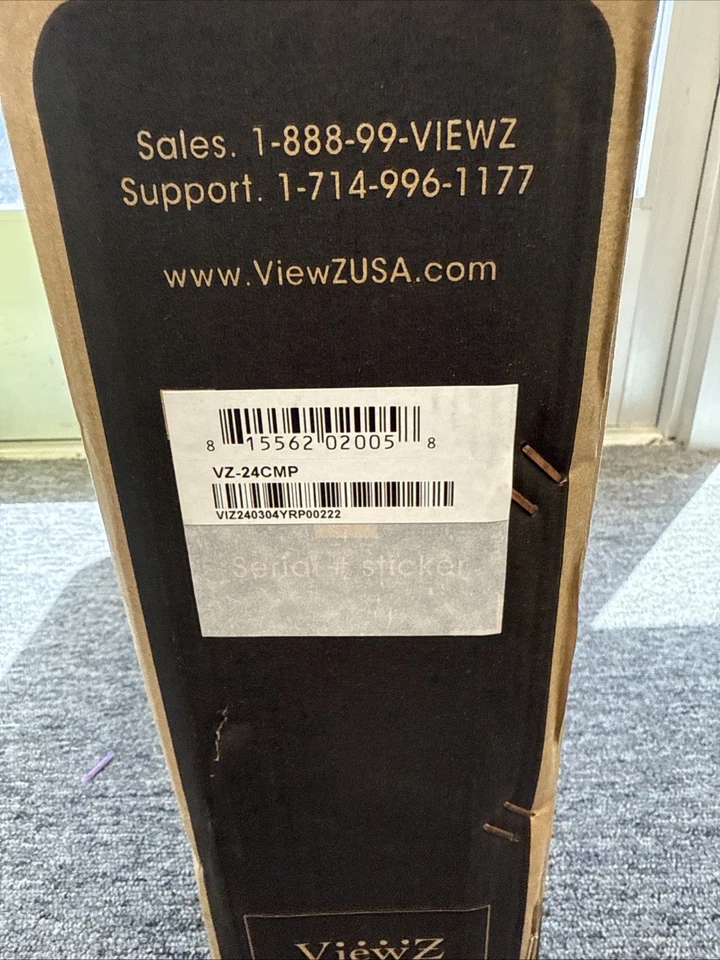 Sales. 1-888-99-VIEWZ
Support. 1-714-996-1177
www.ViewZUSA.com
8 15562 02005 8
VZ-24CMP
VIZ240304YRP00222
Serial # sticker
ViewZ